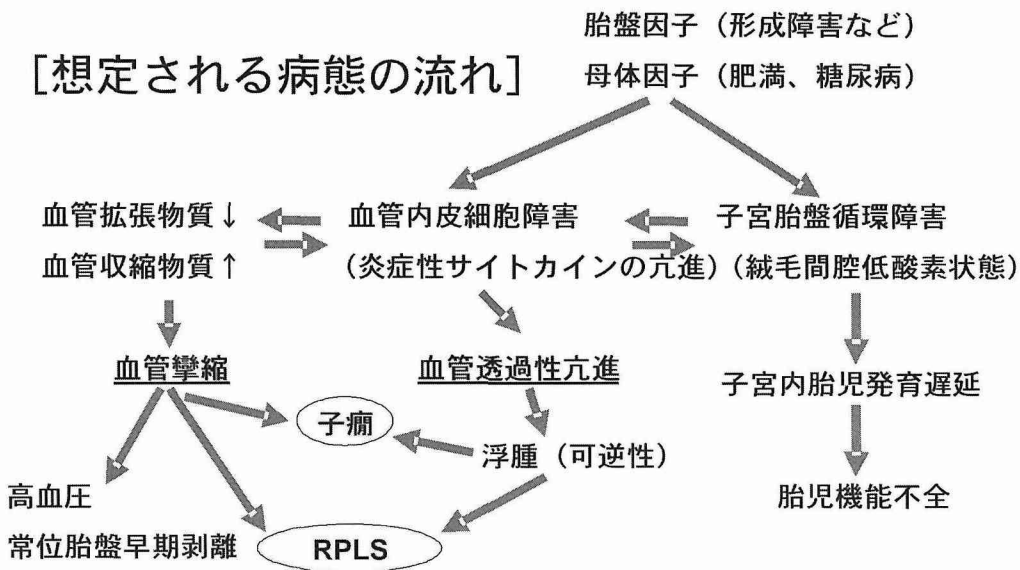 胎盤因子（形成障害など）
[想定される病態の流れ]
母体因子（肥満、糖尿病）
血管拡張物質↓
血管内皮細胞障害
子宮胎盤循環障害
血管収縮物質↑
（炎症性サイトカインの亢進）
（絨毛間腔低酸素状態）
血管攣縮
血管透過性亢進
子宮内胎児発育遅延
子癇
浮腫（可逆性）
高血圧
胎児機能不全
常位胎盤早期剥離
RPLS